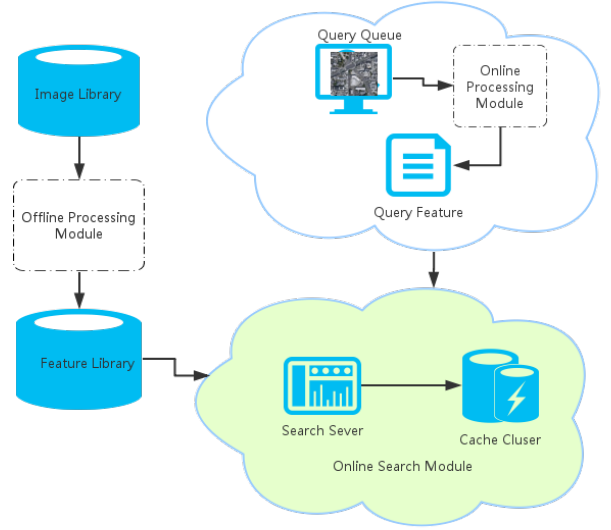 Image Library
Offline Processing
Module
Feature Library
Query Queue
Online
Processing
Module
Query Feature
Search Sever
Cache Cluser
Online Search Module